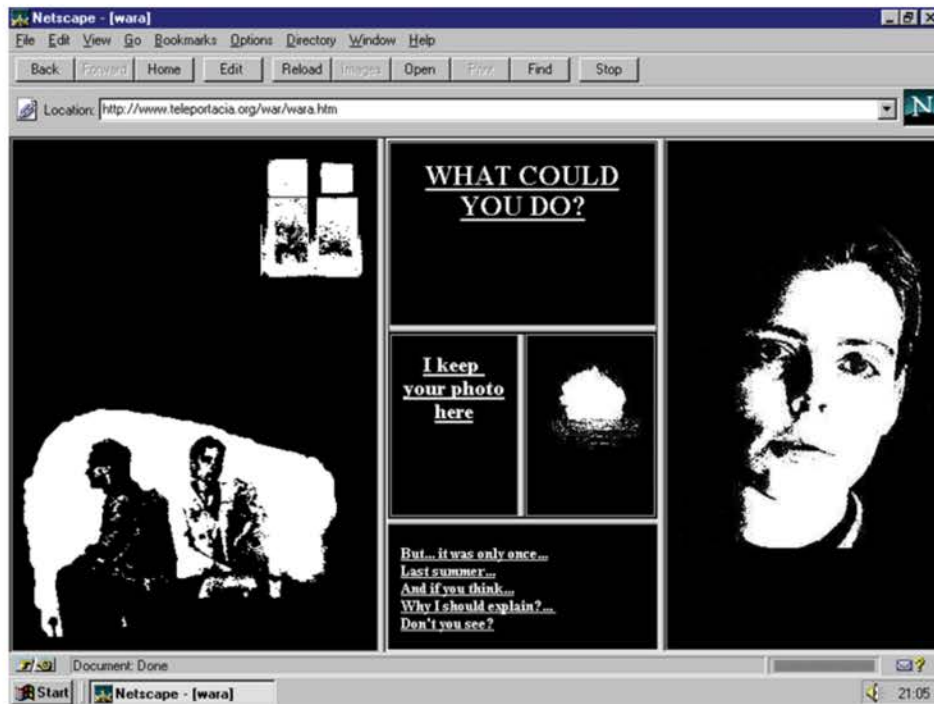 Netscape - [wara]
File Edit View Go Bookmarks Options Directory Window Help
Back Forward Home Edit Reload Images Open Print Find Stop
Location: http://www.teleportacia.org/war/wara.htm
N
WHAT COULD
YOU DO?
I keep
your photo
here
But... it was only once...
Last summer...
And if you think...
Why I should explain?...
Don't you see?
Document: Done
Start Netscape - [wara] 21:05